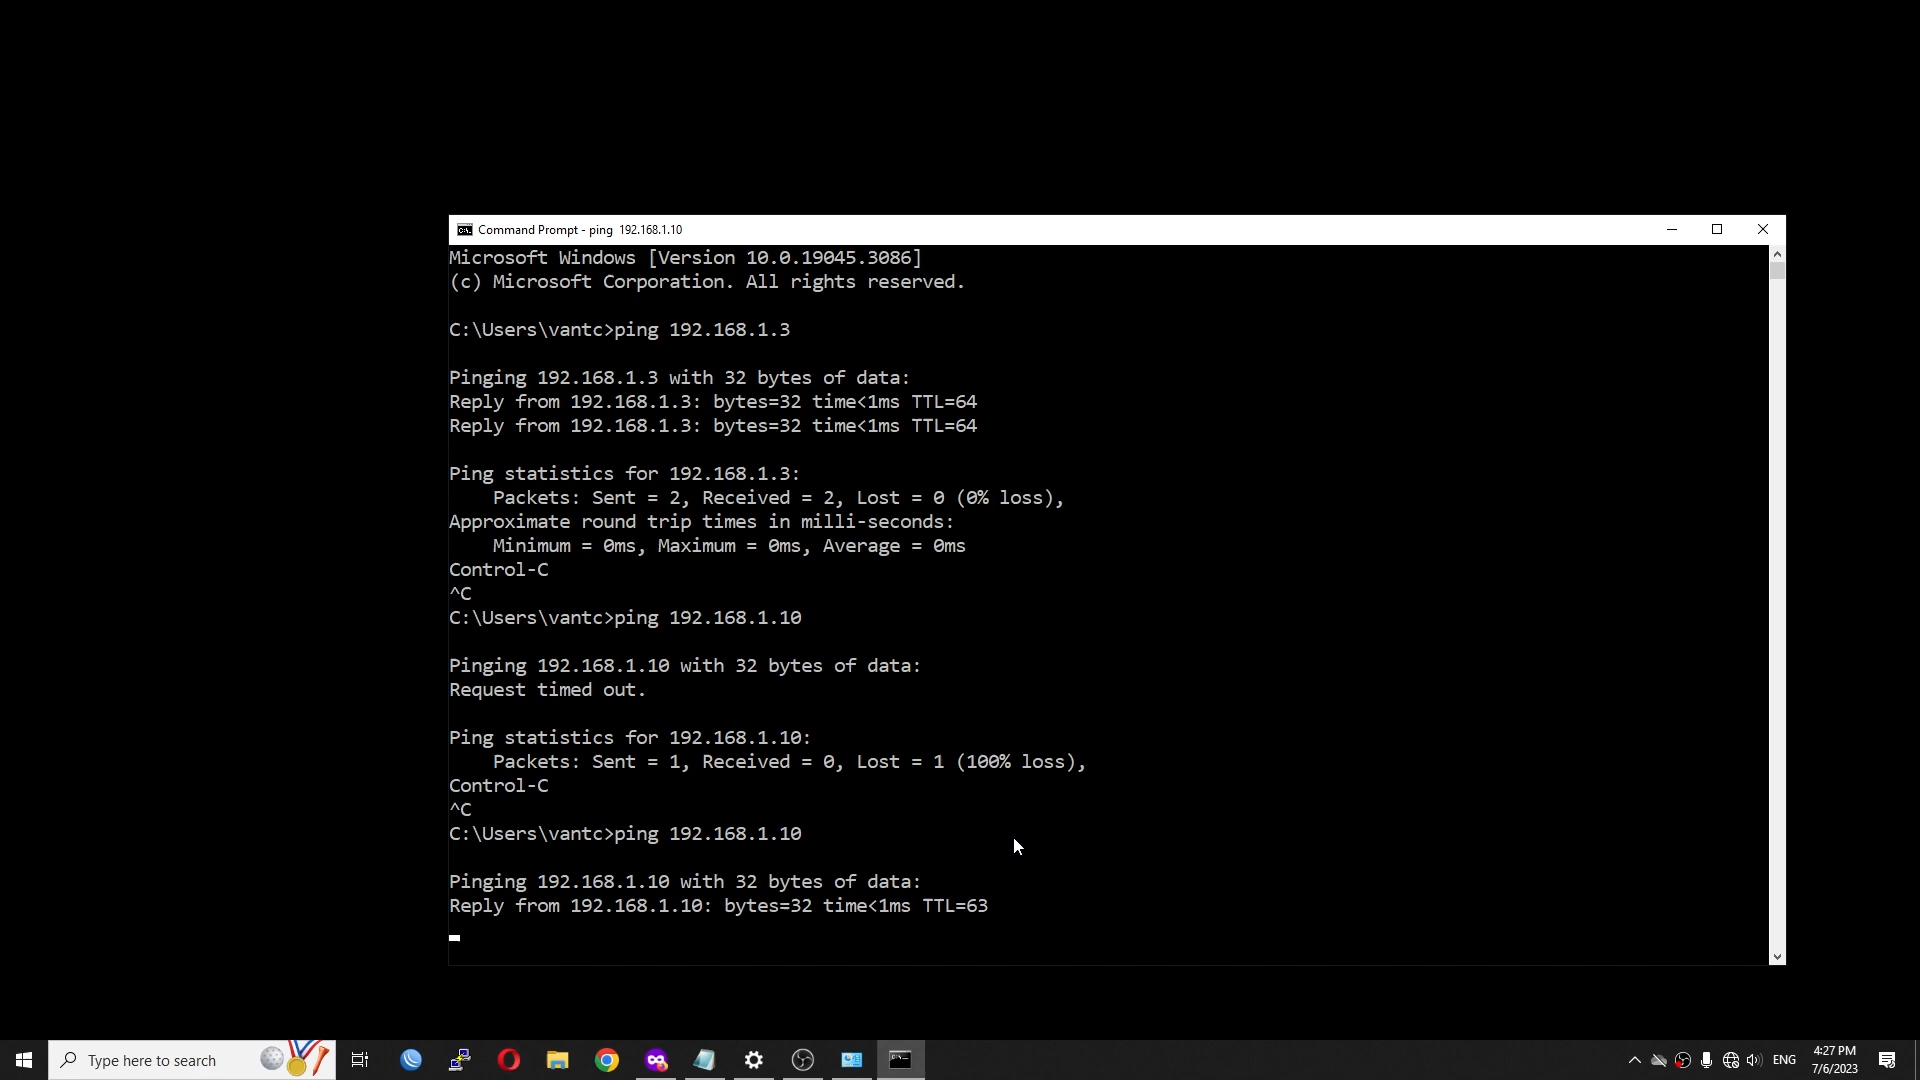 Command Prompt - ping 192.168.1.10
Microsoft Windows [Version 10.0.19045.3086]
(c) Microsoft Corporation. All rights reserved.
C:\Users\vantc>ping 192.168.1.3
Pinging 192.168.1.3 with 32 bytes of data:
Reply from 192.168.1.3: bytes=32 time<1ms TTL=64
Reply from 192.168.1.3: bytes=32 time<1ms TTL=64
Ping statistics for 192.168.1.3:
Packets: Sent = 2, Received = 2, Lost = 0 (0% loss),
Approximate round trip times in milli-seconds:
Minimum = 0ms, Maximum = 0ms, Average = 0ms
Control-C
^C
C:\Users\vantc>ping 192.168.1.10
Pinging 192.168.1.10 with 32 bytes of data:
Request timed out.
Ping statistics for 192.168.1.10:
Packets: Sent = 1, Received = 0, Lost = 1 (100% loss),
Control-C
^C
C:\Users\vantc>ping 192.168.1.10
Pinging 192.168.1.10 with 32 bytes of data:
Reply from 192.168.1.10: bytes=32 time<1ms TTL=63
Type here to search
ENG
4:27 PM
7/6/2023